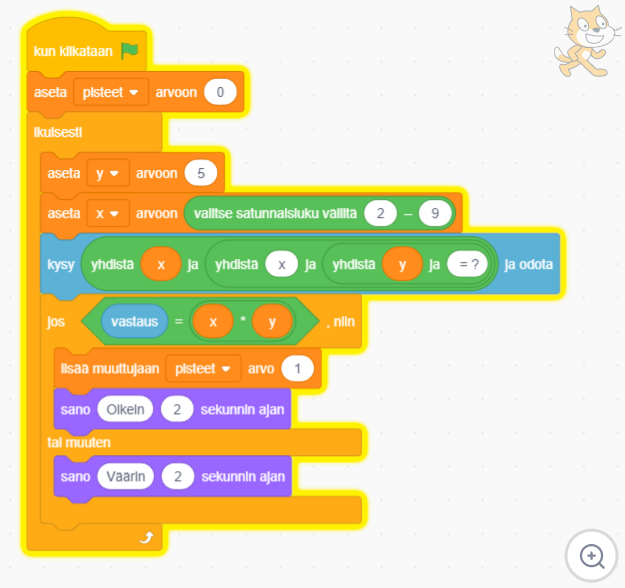 kun klikataan
aseta pisteet arvoon 0
ikuisesti
aseta y arvoon 5
aseta x arvoon valitse satunnaisluku väliltä 2 – 9
kysy yhdistä x ja yhdistä x ja yhdistä y ja = ? ja odota
jos vastaus = x * y , niin
lisää muuttujaan pisteet arvo 1
sano Oikein 2 sekunnin ajan
tai muuten
sano Väärin 2 sekunnin ajan